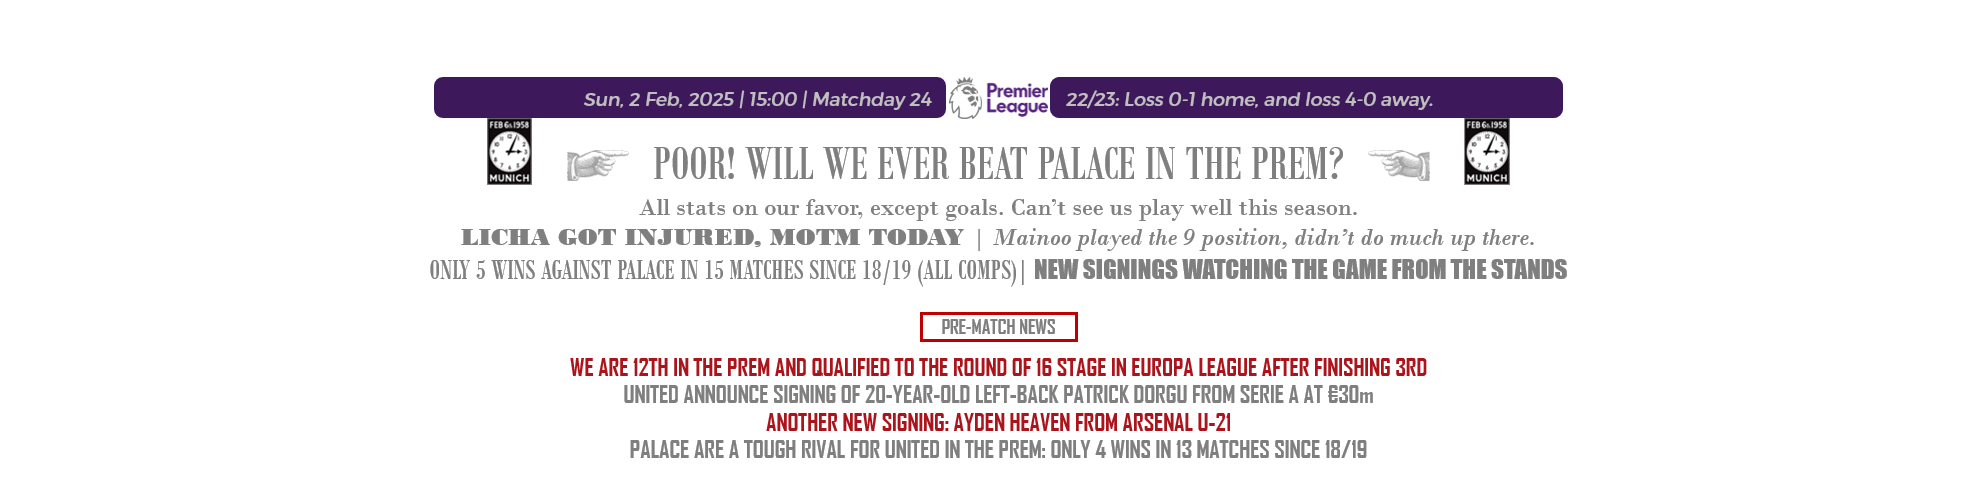 Sun, 2 Feb, 2025 | 15:00 | Matchday 24
Premier
League
22/23: Loss 0-1 home, and loss 4-0 away.
FEB 6th 1958
MUNICH
FEB 6th 1958
MUNICH
POOR! WILL WE EVER BEAT PALACE IN THE PREM?
All stats on our favor, except goals. Can't see us play well this season.
LICHA GOT INJURED, MOTM TODAY | Mainoo played the 9 position, didn't do much up there.
ONLY 5 WINS AGAINST PALACE IN 15 MATCHES SINCE 18/19 (ALL COMPS)| NEW SIGNINGS WATCHING THE GAME FROM THE STANDS
PRE-MATCH NEWS
WE ARE 12TH IN THE PREM AND QUALIFIED TO THE ROUND OF 16 STAGE IN EUROPA LEAGUE AFTER FINISHING 3RD
UNITED ANNOUNCE SIGNING OF 20-YEAR-OLD LEFT-BACK PATRICK DORGU FROM SERIE A AT €30m
ANOTHER NEW SIGNING: AYDEN HEAVEN FROM ARSENAL U-21
PALACE ARE A TOUGH RIVAL FOR UNITED IN THE PREM: ONLY 4 WINS IN 13 MATCHES SINCE 18/19